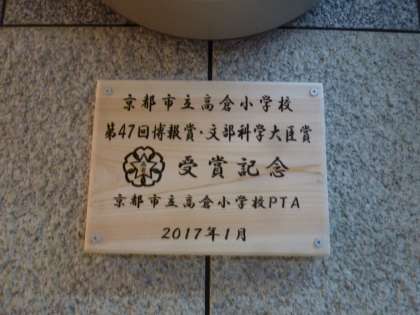 京都市立高倉小学校
第47回博報賞・文部科学大臣賞
受賞記念
京都市立高倉小学校PTA
2017年1月